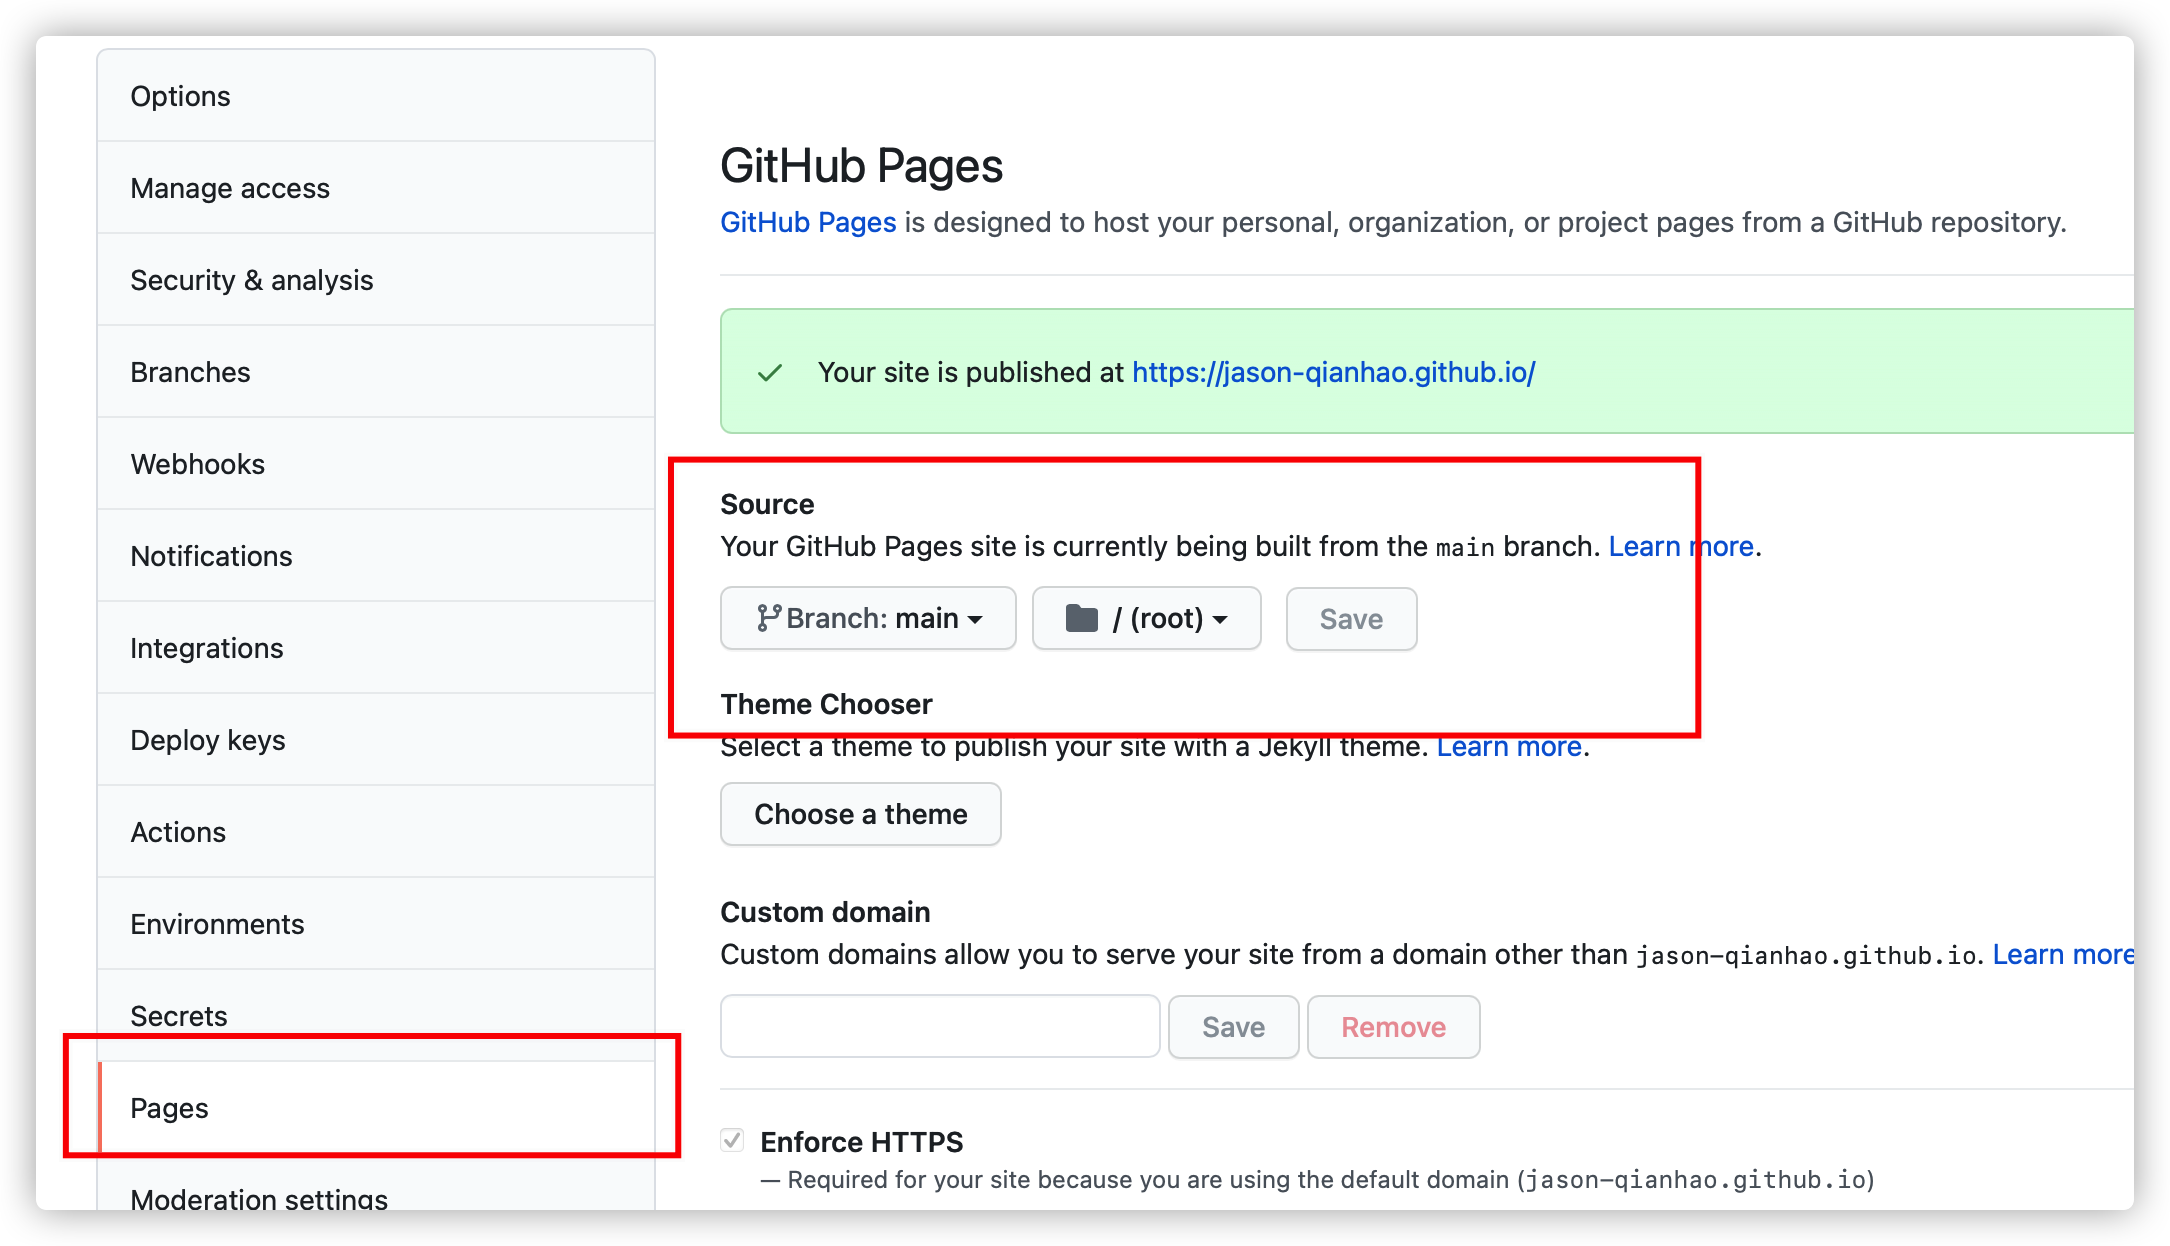 Options
Manage access
Security & analysis
Branches
Webhooks
Notifications
Integrations
Deploy keys
Actions
Environments
Secrets
Pages
Moderation settings
GitHub Pages
GitHub Pages is designed to host your personal, organization, or project pages from a GitHub repository.
Your site is published at https://jason-qianhao.github.io/
Source
Your GitHub Pages site is currently being built from the main branch. Learn more.
Branch: main
/ (root)
Save
Theme Chooser
Select a theme to publish your site with a Jekyll theme. Learn more.
Choose a theme
Custom domain
Custom domains allow you to serve your site from a domain other than jason-qianhao.github.io. Learn more
Save
Remove
Enforce HTTPS
— Required for your site because you are using the default domain (jason-qianhao.github.io)